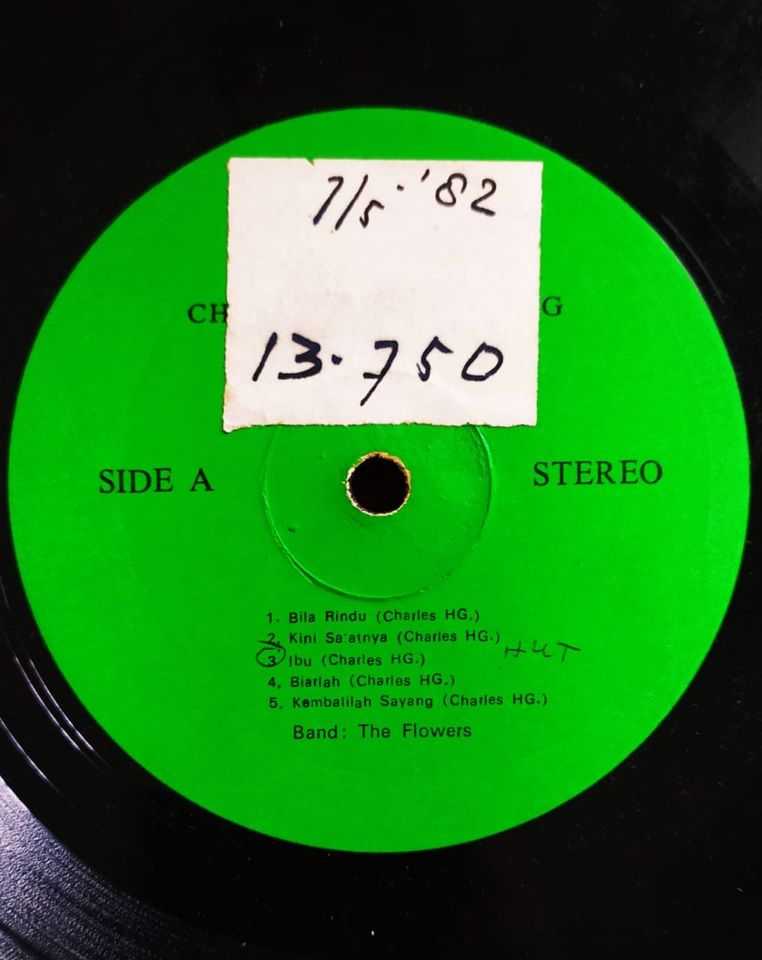 7/5-'82
CH G
13.750
SIDE A STEREO
1. Bila Rindu (Charles HG.)
2. Kini Sa'atnya (Charles HG.)
3 Ibu (Charles HG.) HUT
4. Biarlah (Charles HG.)
5. Kembalilah Sayang (Charles HG.)
Band: The Flowers